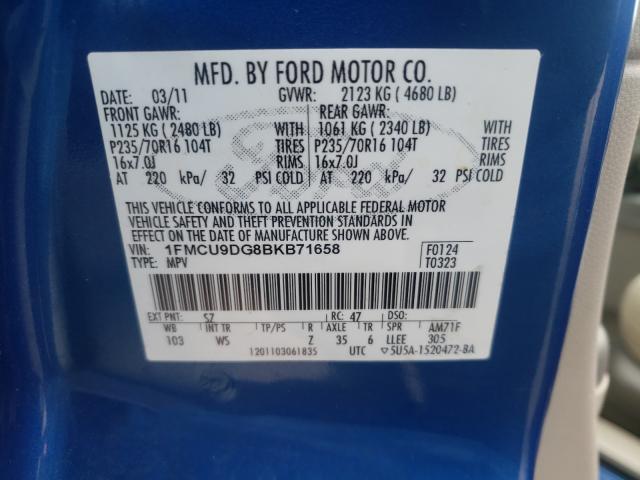 MFD. BY FORD MOTOR CO.
DATE: 03/11 GVWR: 2123 KG ( 4680 LB)
FRONT GAWR: REAR GAWR:
1125 KG ( 2480 LB) WITH 1061 KG ( 2340 LB) WITH
P235/70R16 104T TIRES P235/70R16 104T TIRES
16x7.0J RIMS 16x7.0J RIMS
AT 220 kPa/ 32 PSI COLD AT 220 kPa/ 32 PSI COLD
THIS VEHICLE CONFORMS TO ALL APPLICABLE FEDERAL MOTOR
VEHICLE SAFETY AND THEFT PREVENTION STANDARDS IN
EFFECT ON THE DATE OF MANUFACTURE SHOWN ABOVE.
VIN: 1FMCU9DG8BKB71658 F0124
TYPE: MPV T0323
EXT PNT: SZ RC: 47 DSO:
WB INT TR TP/PS R AXLE TR SPR AM71F
103 WS Z 35 6 LLEE 305
1201103061835 UTC 5U5A-1520472-BA
Ford